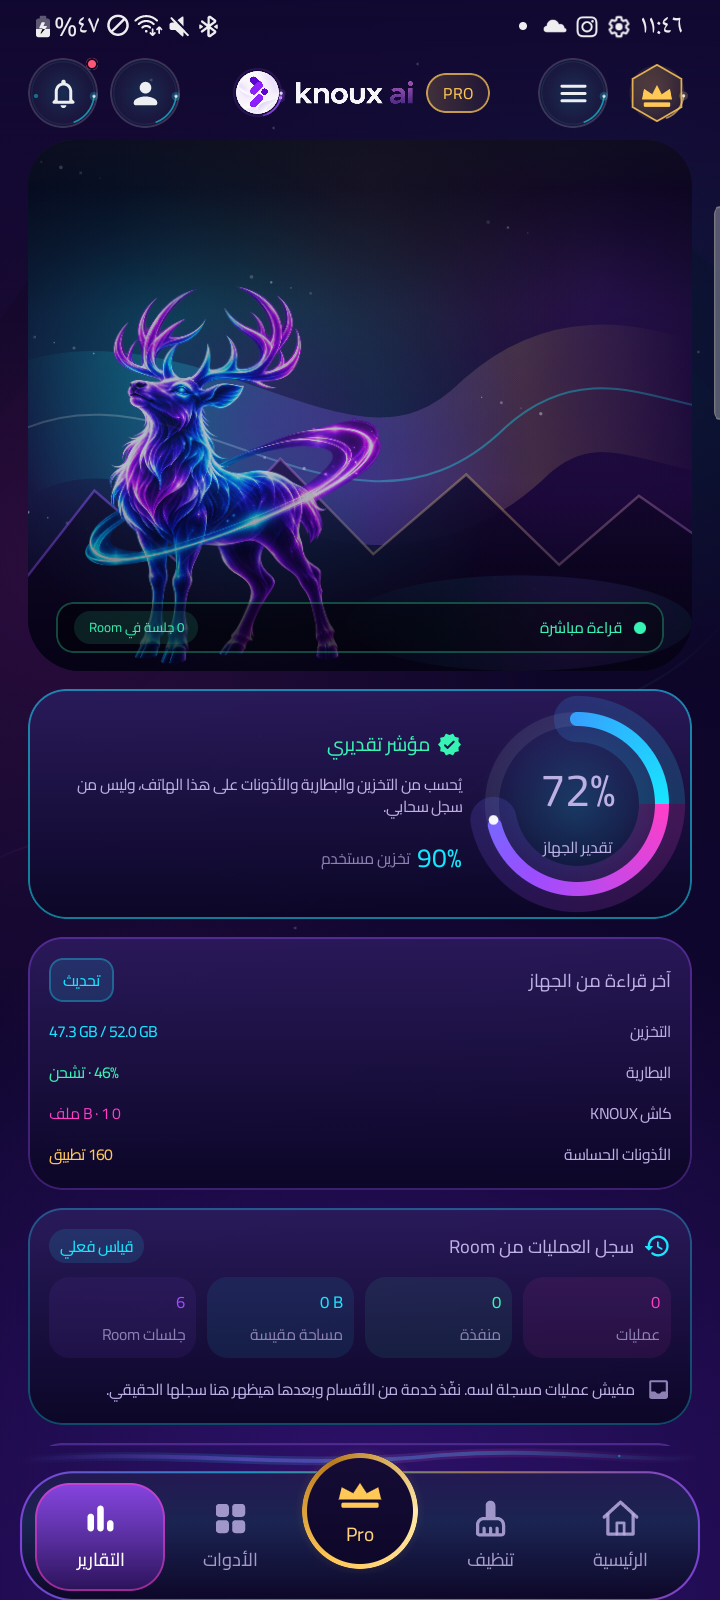 ١١:٤٦
%٤٧
knoux ai
PRO
قراءة مباشرة
0 جلسة في Room
72%
تقدير الجهاز
مؤشر تقديري
يُحسب من التخزين والبطارية والأذونات على هذا الهاتف، وليس من
سجل سحابي.
90% تخزين مستخدم
آخر قراءة من الجهاز
تحديث
التخزين
47.3 GB / 52.0 GB
البطارية
46% · تشحن
كاش KNOUX
0 B · 1 ملف
الأذونات الحساسة
160 تطبيق
سجل العمليات من Room
قياس فعلي
0
عمليات
0
منفذة
0 B
مساحة مقيسة
6
جلسات Room
مفيش عمليات مسجلة لسه. نفّذ خدمة من الأقسام وبعدها هيظهر هنا سجلها الحقيقي.
الرئيسية
تنظيف
Pro
الأدوات
التقارير